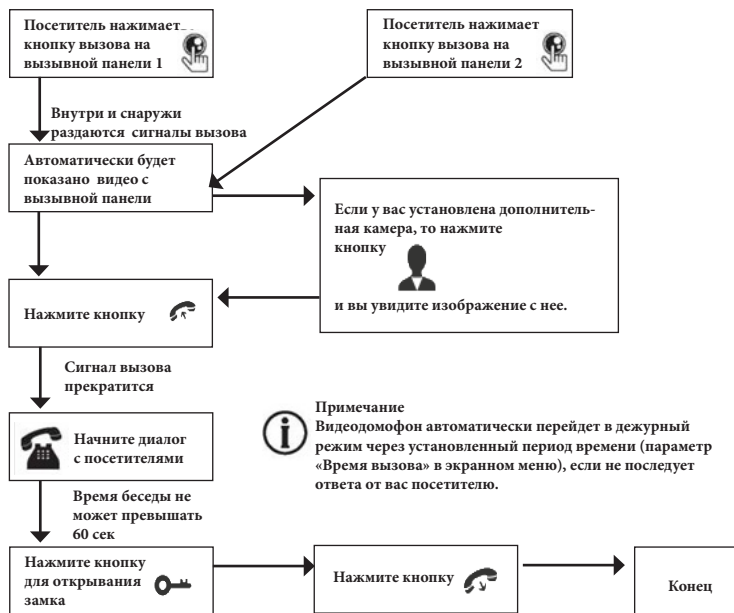 Посетитель нажимает
кнопку вызова на
вызывной панели 1
Посетитель нажимает
кнопку вызова на
вызывной панели 2
Внутри и снаружи
раздаются сигналы вызова
Автоматически будет
показано видео с
вызывной панели
Если у вас установлена дополнитель-
ная камера, то нажмите
кнопку
и вы увидите изображение с нее.
Нажмите кнопку
Сигнал вызова
прекратится
Начните диалог
с посетителями
Примечание
Видеодомофон автоматически перейдет в дежурный
режим через установленный период времени (параметр
«Время вызова» в экранном меню), если не последует
ответа от вас посетителю.
Время беседы не
может превышать
60 сек
Нажмите кнопку
для открывания
замка
Нажмите кнопку
Конец